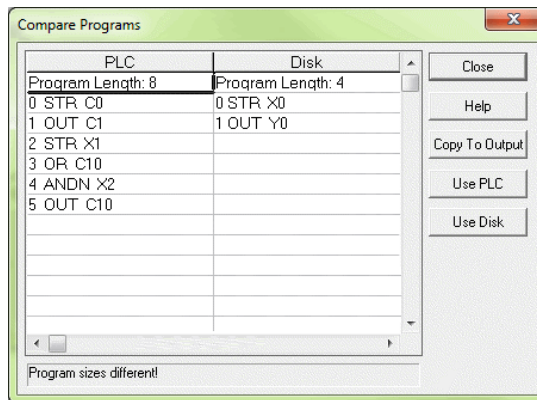 Compare Programs
PLC Disk
Program Length: 8 Program Length: 4
0 STR C0 0 STR X0
1 OUT C1 1 OUT Y0
2 STR X1
3 OR C10
4 ANDN X2
5 OUT C10
Close
Help
Copy To Output
Use PLC
Use Disk
Program sizes different!